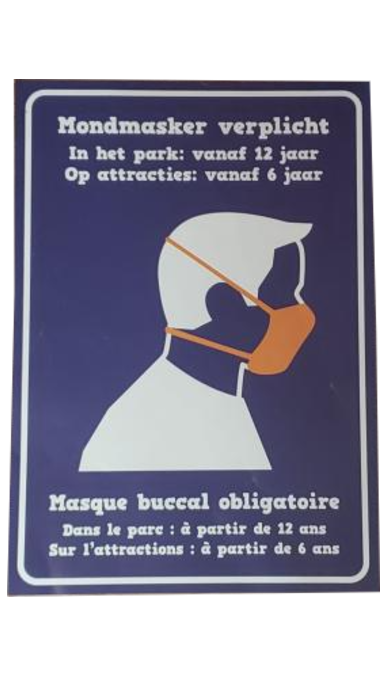 Mondmasker verplicht
In het park: vanaf 12 jaar
Op attracties: vanaf 6 jaar
Masque buccal obligatoire
Dans le parc : à partir de 12 ans
Sur l'attractions : à partir de 6 ans